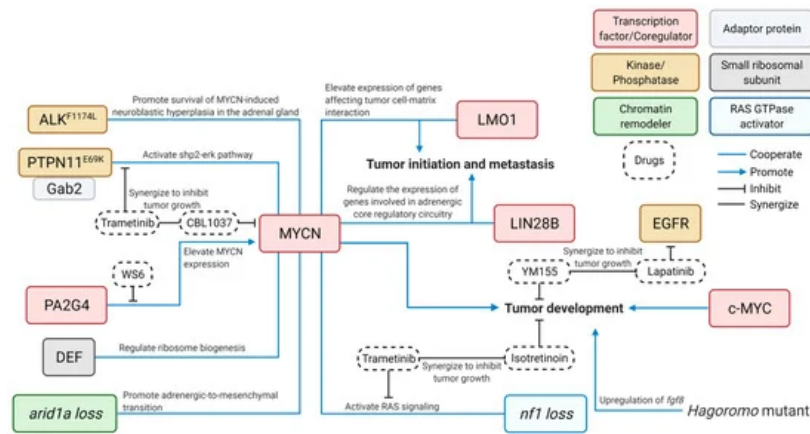 Transcription
factor/Coregulator
Adaptor protein
Kinase/
Phosphatase
Small ribosomal
subunit
Chromatin
remodeler
RAS GTPase
activator
Drugs
Cooperate
Promote
Inhibit
Synergize
Promote survival of MYCN-induced
neuroblastic hyperplasia in the adrenal gland
ALKF1174L
Elevate expression of genes
affecting tumor cell-matrix
interaction
LMO1
Activate shp2-erk pathway
PTPN11E69K
Gab2
Tumor initiation and metastasis
Synergize to inhibit
tumor growth
Trametinib
CBL1037
MYCN
Regulate the expression of
genes involved in adrenergic
core regulatory circuitry
LIN28B
EGFR
Elevate MYCN
expression
WS6
Synergize to inhibit
tumor growth
YM155
Lapatinib
PA2G4
Tumor development
c-MYC
DEF
Regulate ribosome biogenesis
Trametinib
Synergize to inhibit
tumor growth
Isotretinoin
arid1a loss
Promote adrenergic-to-mesenchymal
transition
Activate RAS signaling
nf1 loss
Upregulation of fgf8
Hagoromo mutant